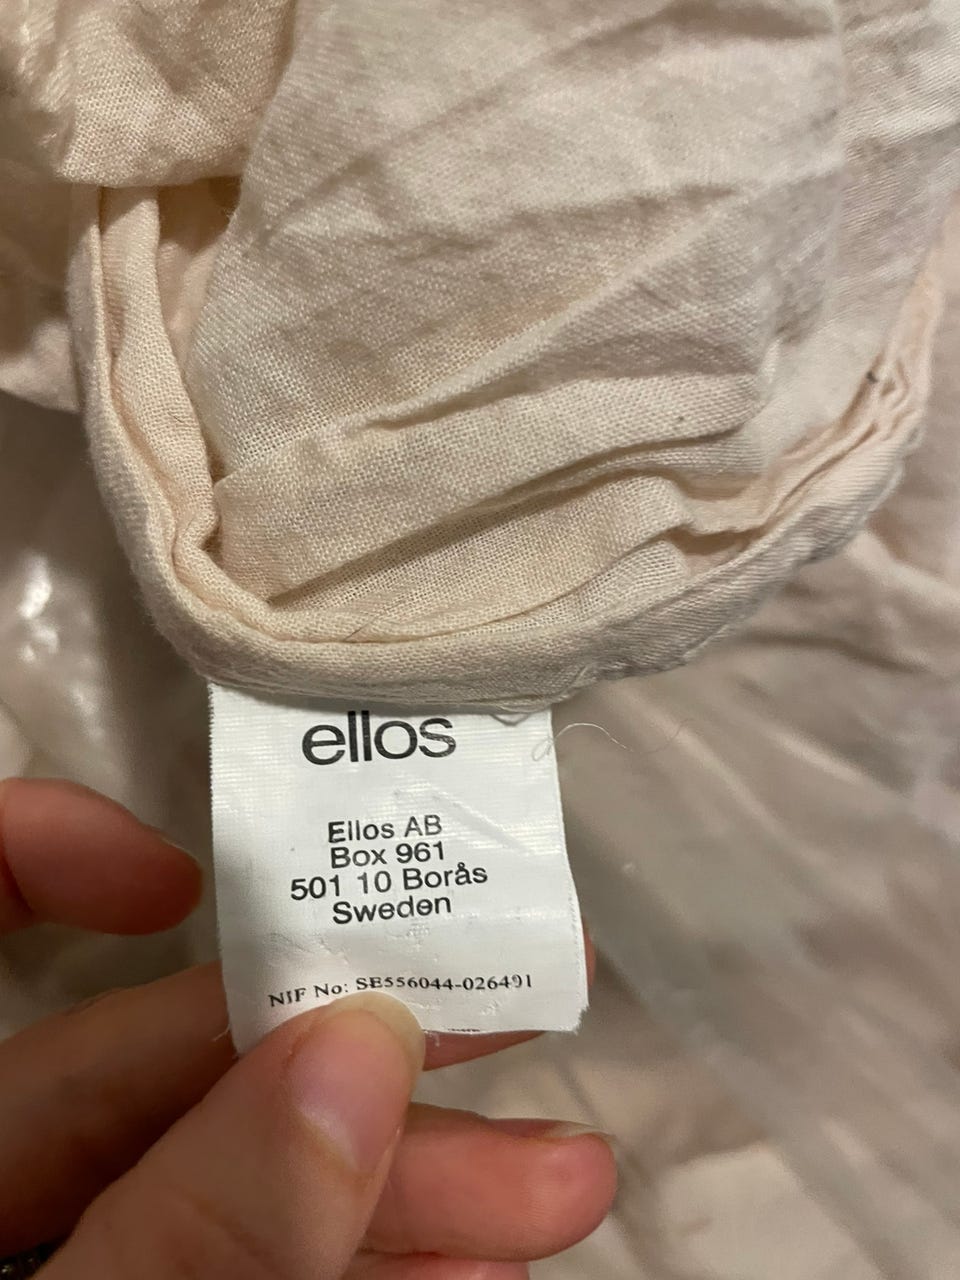 ellos
Ellos AB
Box 961
501 10 Borås
Sweden
NIF No: SE556044-026491